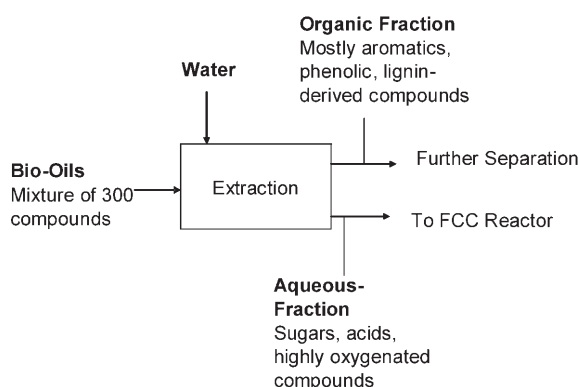 Organic Fraction
Mostly aromatics,
phenolic, lignin-
derived compounds
Water
Bio-Oils
Mixture of 300
compounds
Extraction
Further Separation
To FCC Reactor
Aqueous-
Fraction
Sugars, acids,
highly oxygenated
compounds